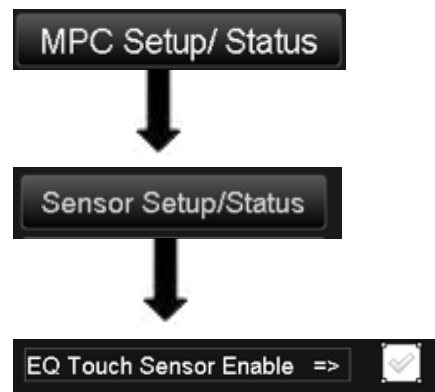 MPC Setup/ Status
Sensor Setup/Status
EQ Touch Sensor Enable =>